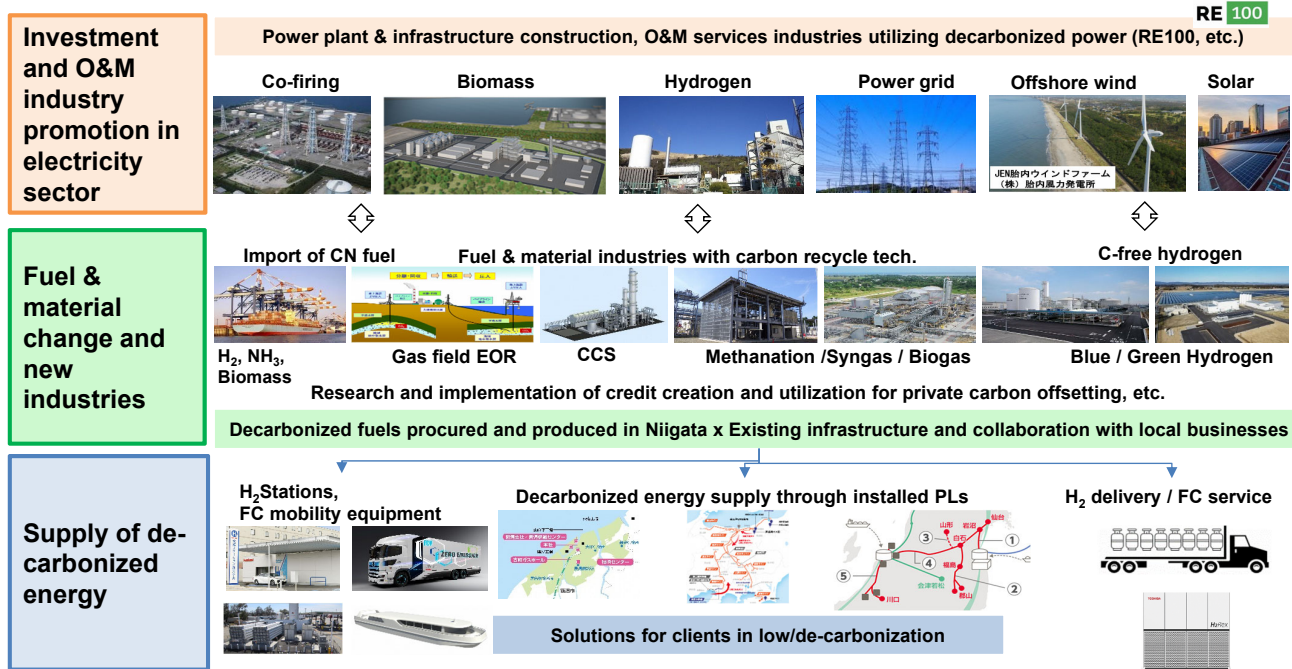 RE 100
Investment
and O&M
industry
promotion in
electricity
sector
Power plant & infrastructure construction, O&M services industries utilizing decarbonized power (RE100, etc.)
Co-firing
Biomass
Hydrogen
Power grid
Offshore wind
Solar
JEN胎内ウインドファーム
(株)胎内風力発電所
Fuel &
material
change and
new
industries
Import of CN fuel
Fuel & material industries with carbon recycle tech.
C-free hydrogen
H2, NH3,
Biomass
Gas field EOR
CCS
Methanation /Syngas / Biogas
Blue / Green Hydrogen
Research and implementation of credit creation and utilization for private carbon offsetting, etc.
Decarbonized fuels procured and produced in Niigata x Existing infrastructure and collaboration with local businesses
Supply of de-
carbonized
energy
H2Stations,
FC mobility equipment
Decarbonized energy supply through installed PLs
H2 delivery / FC service
ZERO EMISSION
仙台
山形
岩沼
①
③
白石
④
福島
⑤
会津若松
②
川口
郡山
H2Rex
Solutions for clients in low/de-carbonization